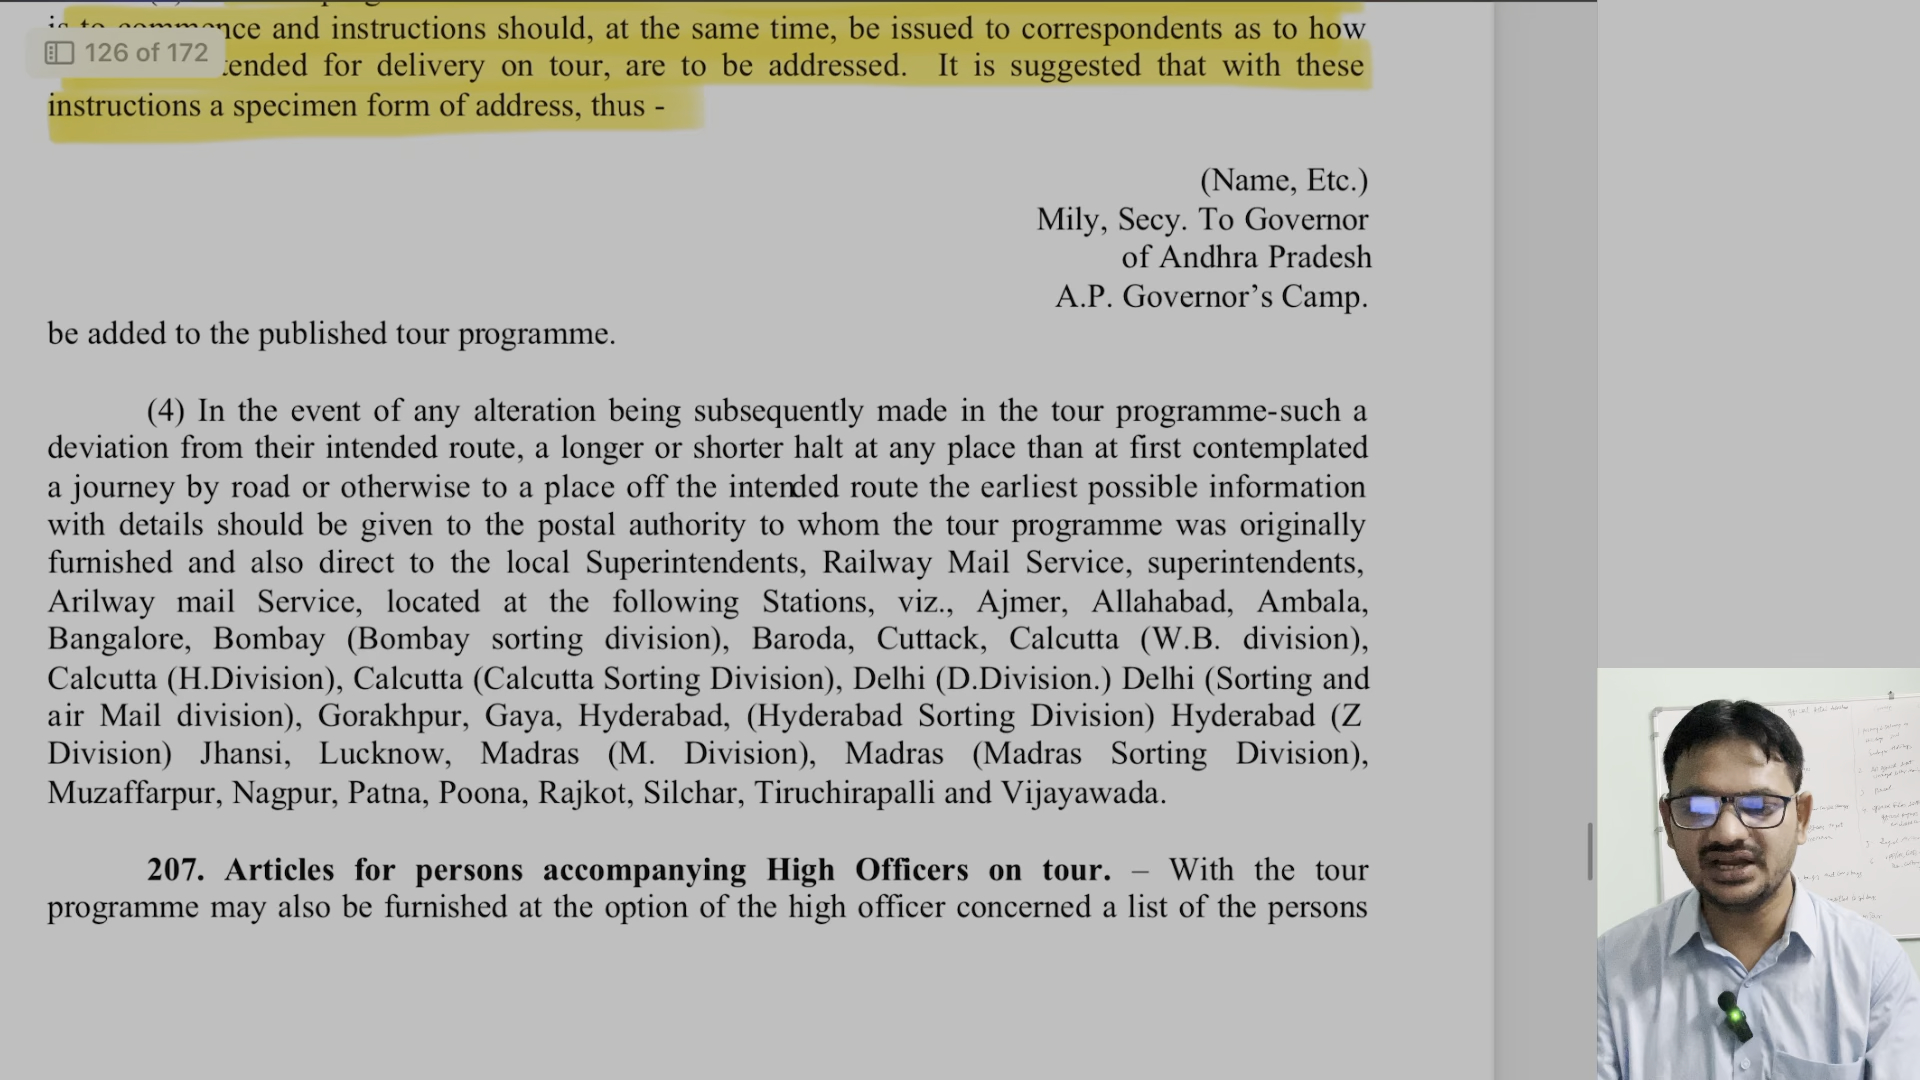 is to commence and instructions should, at the same time, be issued to correspondents as to how
126 of 172
tended for delivery on tour, are to be addressed. It is suggested that with these
instructions a specimen form of address, thus -
(Name, Etc.)
Mily, Secy. To Governor
of Andhra Pradesh
A.P. Governor’s Camp.
be added to the published tour programme.
(4) In the event of any alteration being subsequently made in the tour programme-such a
deviation from their intended route, a longer or shorter halt at any place than at first contemplated
a journey by road or otherwise to a place off the intended route the earliest possible information
with details should be given to the postal authority to whom the tour programme was originally
furnished and also direct to the local Superintendents, Railway Mail Service, superintendents,
Arilway mail Service, located at the following Stations, viz., Ajmer, Allahabad, Ambala,
Bangalore, Bombay (Bombay sorting division), Baroda, Cuttack, Calcutta (W.B. division),
Calcutta (H.Division), Calcutta (Calcutta Sorting Division), Delhi (D.Division.) Delhi (Sorting and
air Mail division), Gorakhpur, Gaya, Hyderabad, (Hyderabad Sorting Division) Hyderabad (Z
Division) Jhansi, Lucknow, Madras (M. Division), Madras (Madras Sorting Division),
Muzaffarpur, Nagpur, Patna, Poona, Rajkot, Silchar, Tiruchirapalli and Vijayawada.
207. Articles for persons accompanying High Officers on tour. – With the tour
programme may also be furnished at the option of the high officer concerned a list of the persons